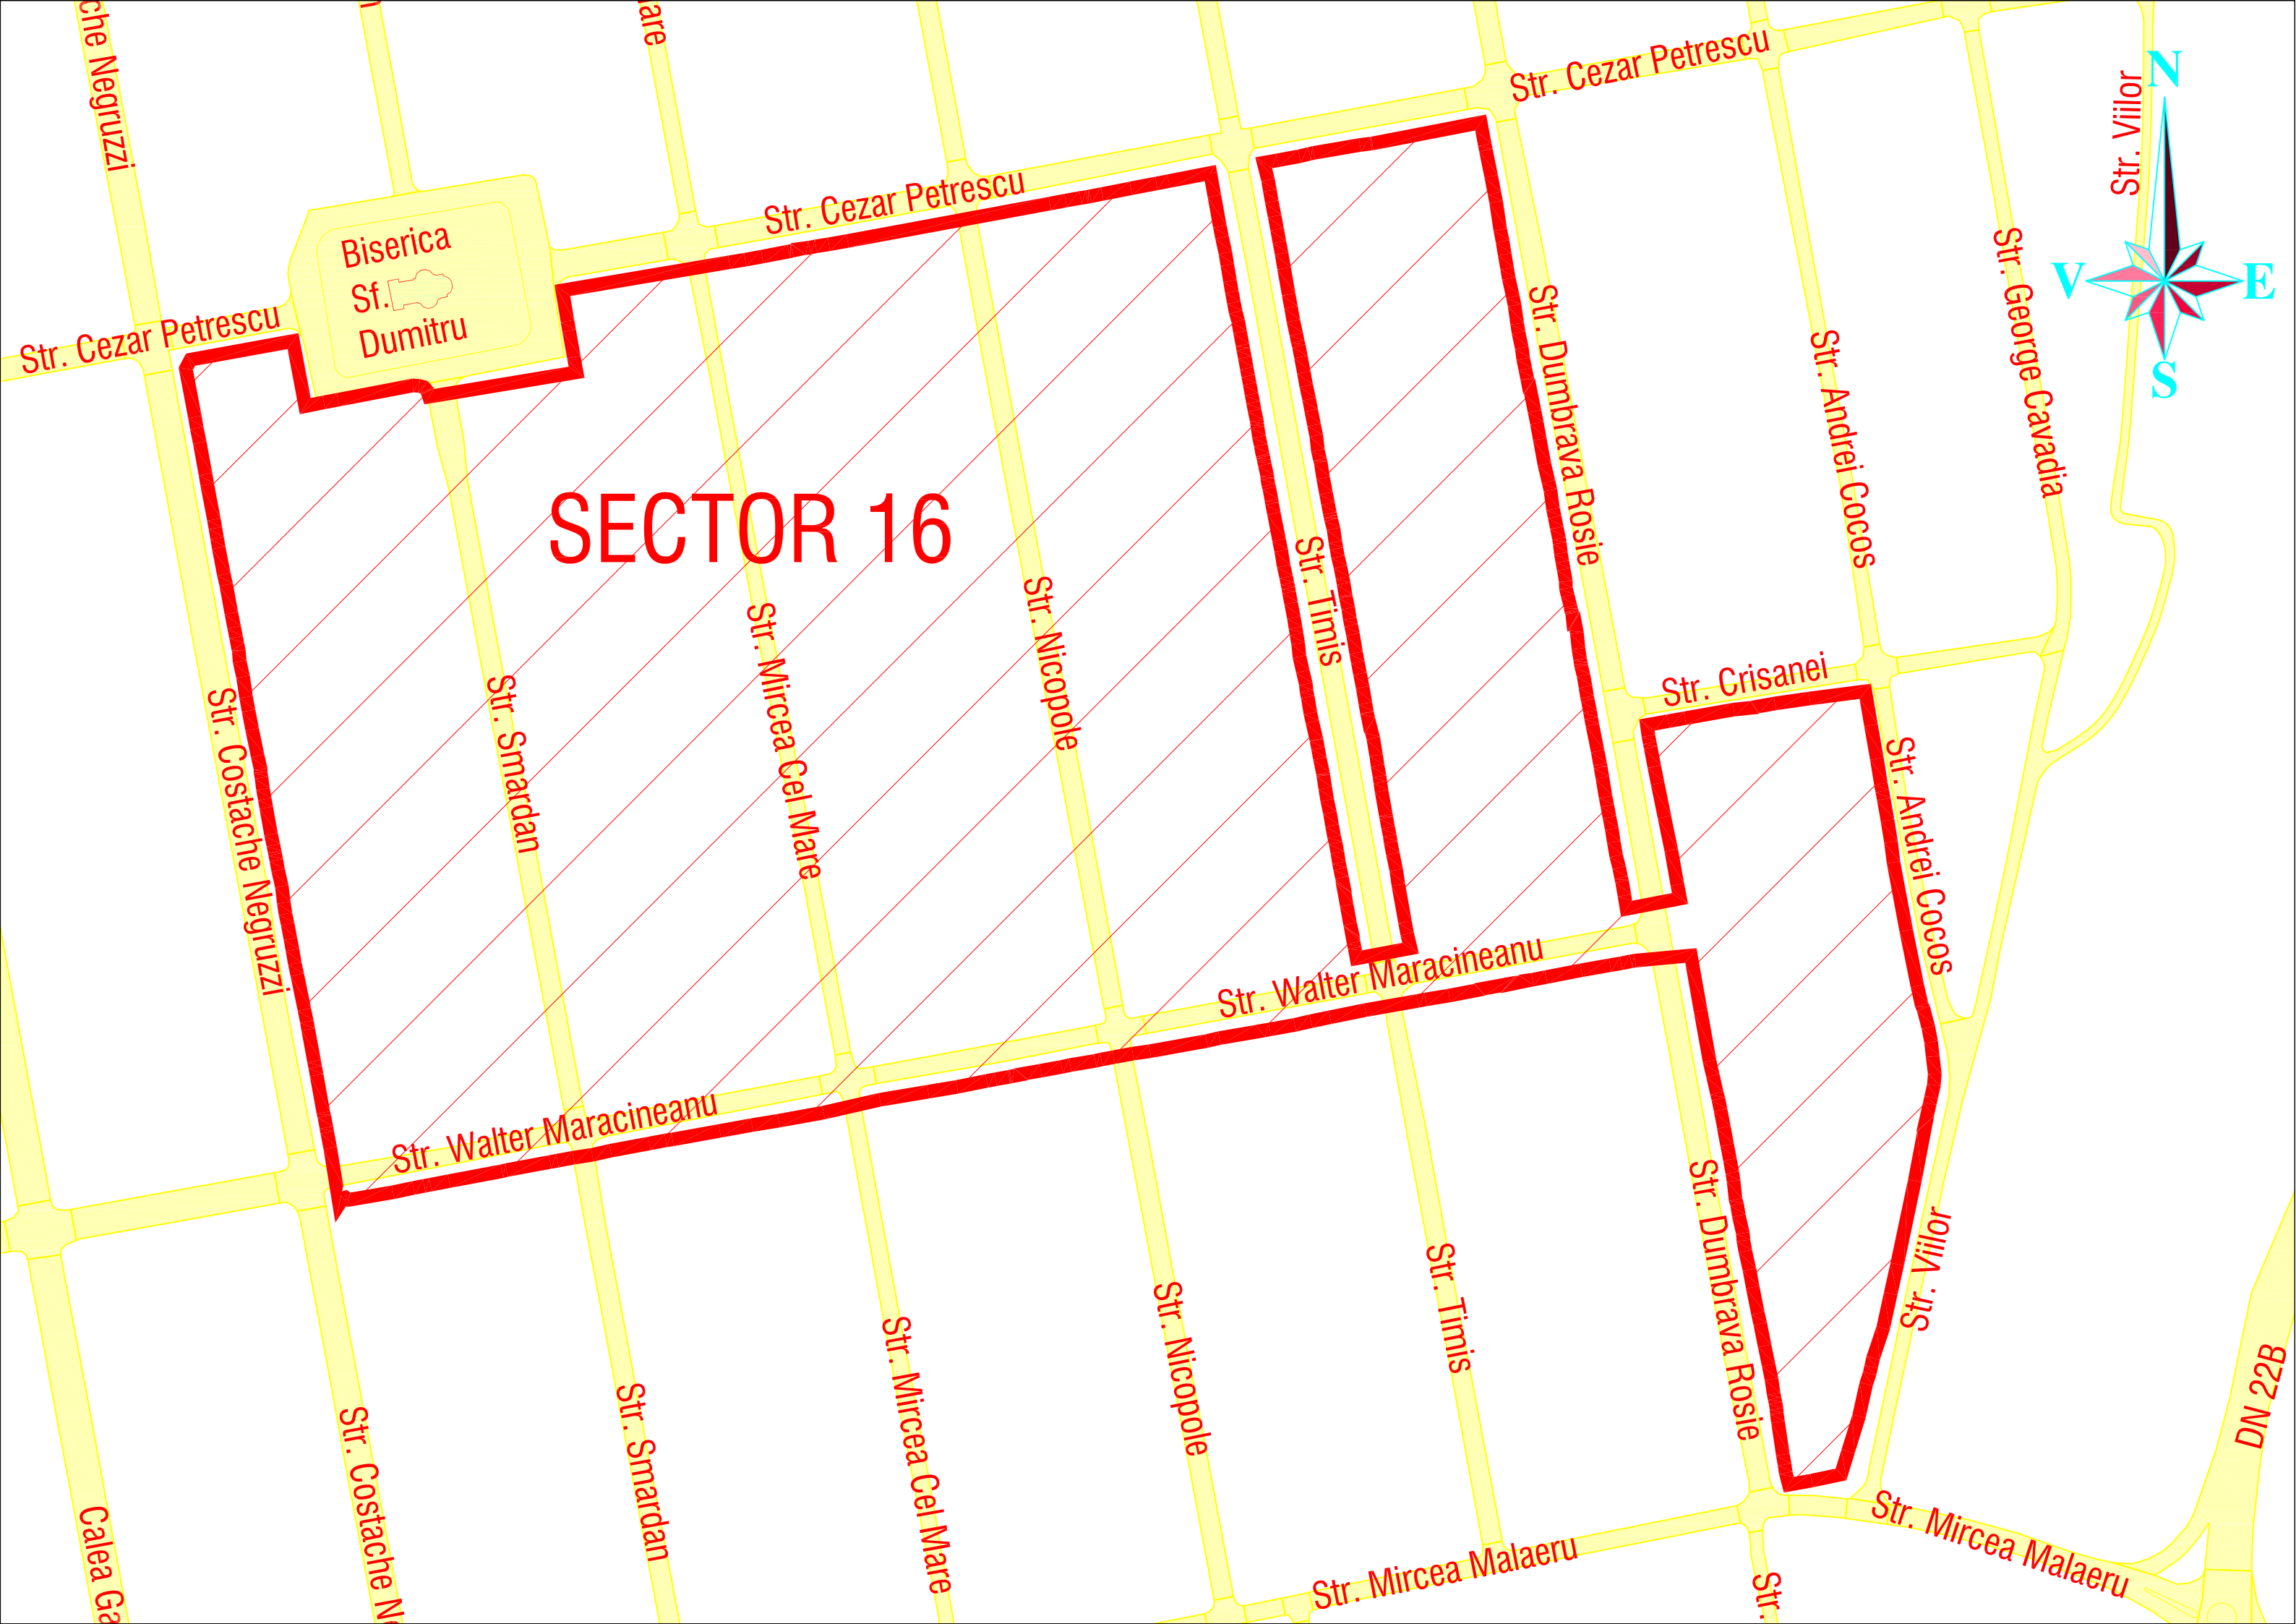 che Negruzzi
are
Str. Cezar Petrescu
Str. Viilor
N
V
E
S
Str. Cezar Petrescu
Biserica
Sf.
Dumitru
Str. Cezar Petrescu
Str. George Cavadia
Str. Dumbrava Rosie
Str. Andrei Cocos
SECTOR 16
Str. Timis
Str. Nicopole
Str. Mircea Cel Mare
Str. Smardan
Str. Costache Negruzzi
Str. Crisanei
Str. Andrei Cocos
Str. Walter Maracineanu
Str. Walter Maracineanu
Str. Dumbrava Rosie
Str. Viilor
Str. Timis
Str. Nicopole
Str. Mircea Cel Mare
Str. Smardan
Str. Costache Ne
Calea Ga
DN 22B
Str. Mircea Malaeru
Str. Mircea Malaeru
Str.